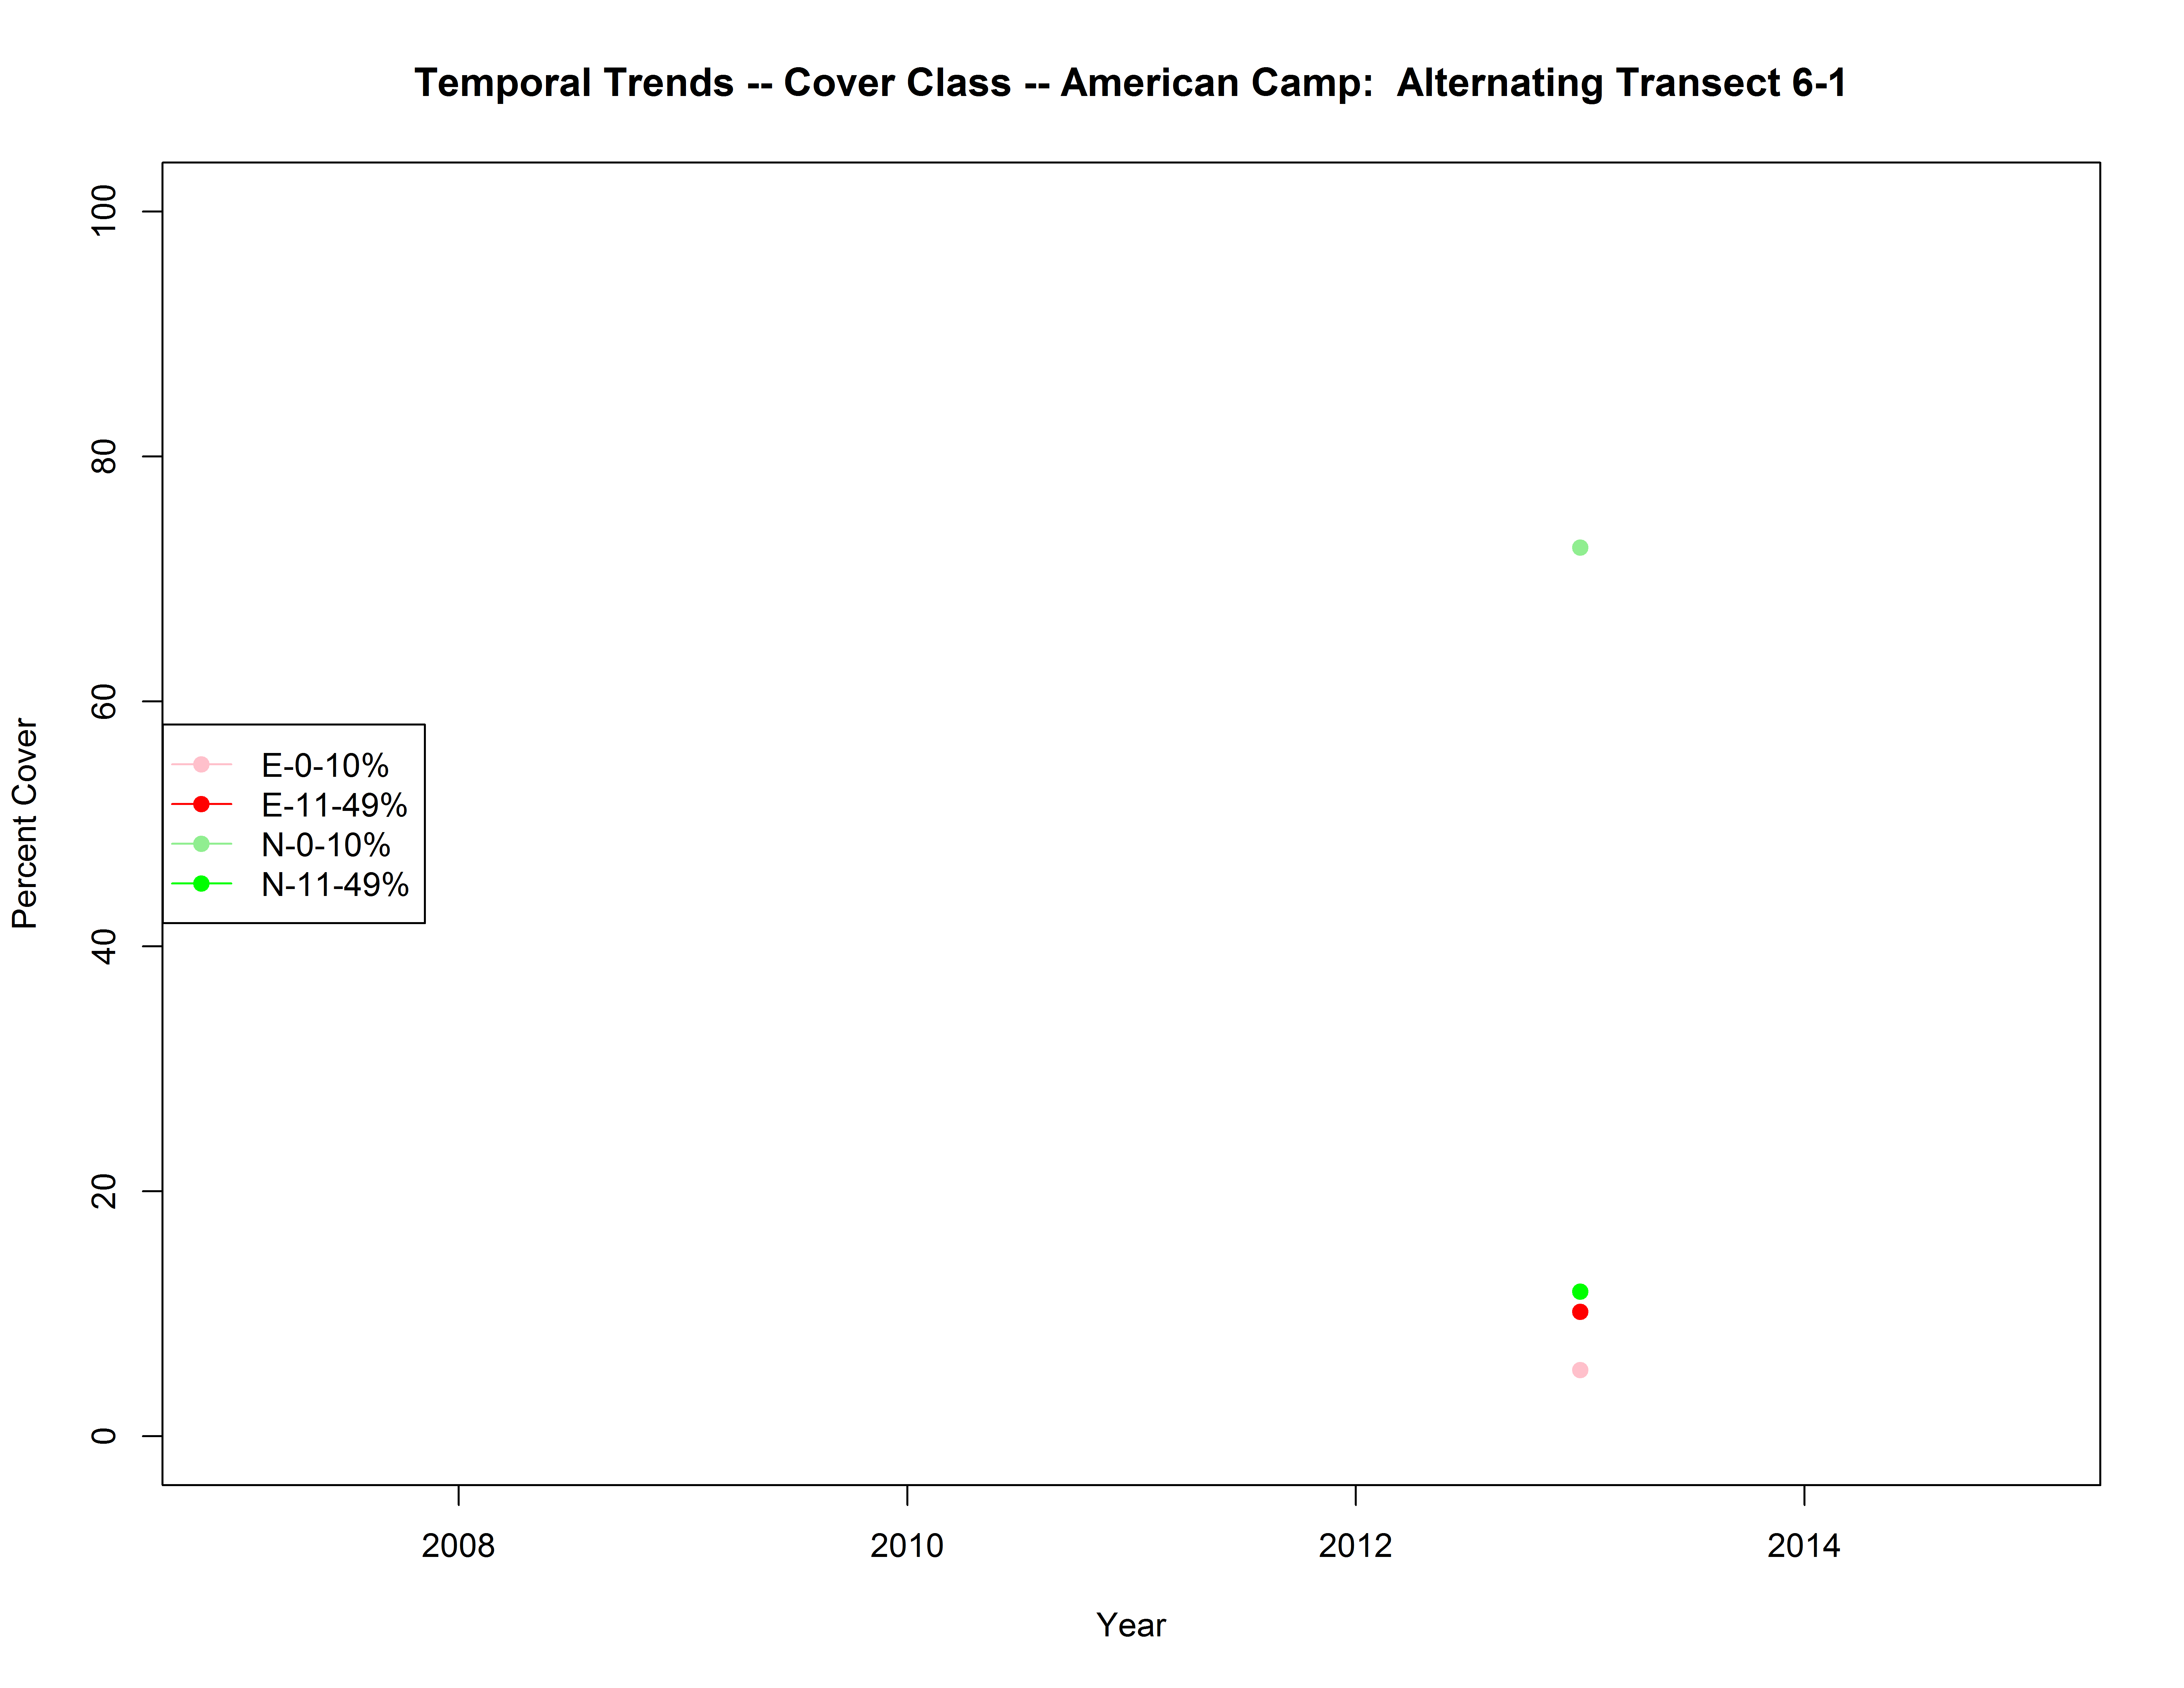 Temporal Trends -- Cover Class -- American Camp:  Alternating Transect 6-1
100
80
60
40
20
0
Percent Cover
E-0-10%
E-11-49%
N-0-10%
N-11-49%
2008
2010
2012
2014
Year